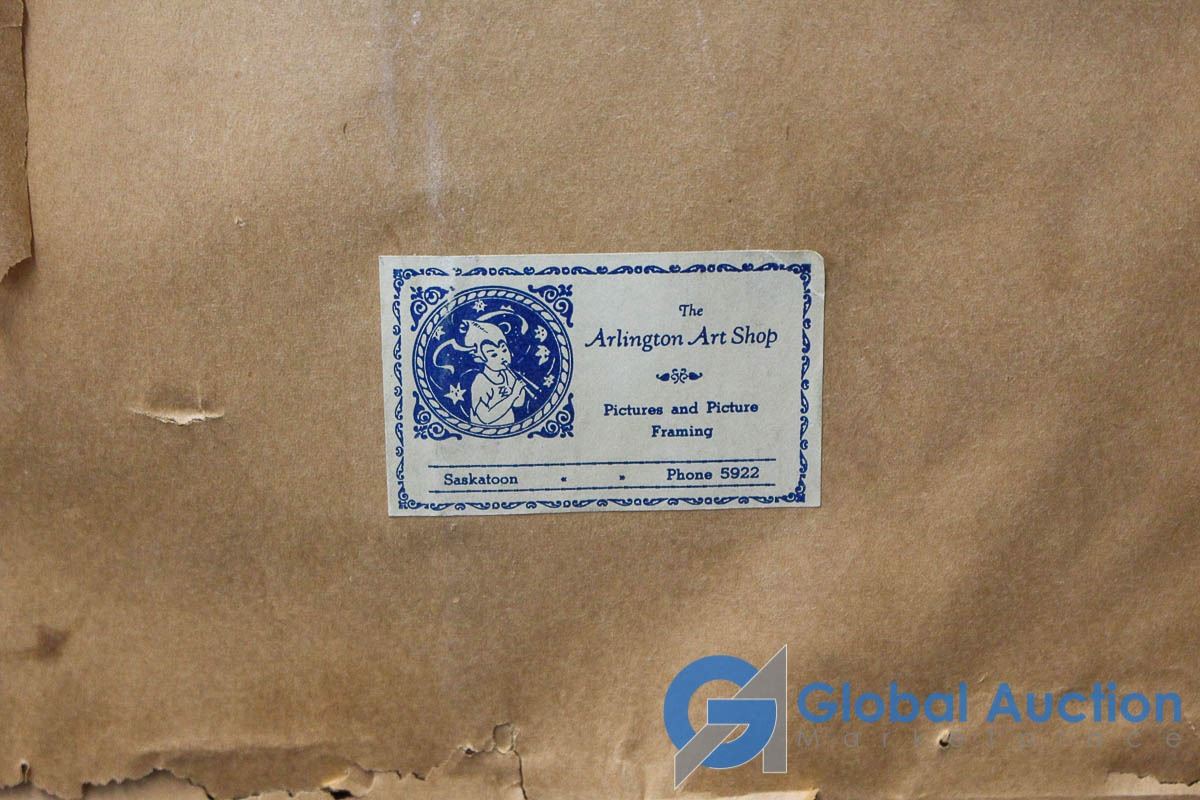 The
Arlington Art Shop
Pictures and Picture
Framing
Saskatoon « » Phone 5922
Global Auction
Marketplace